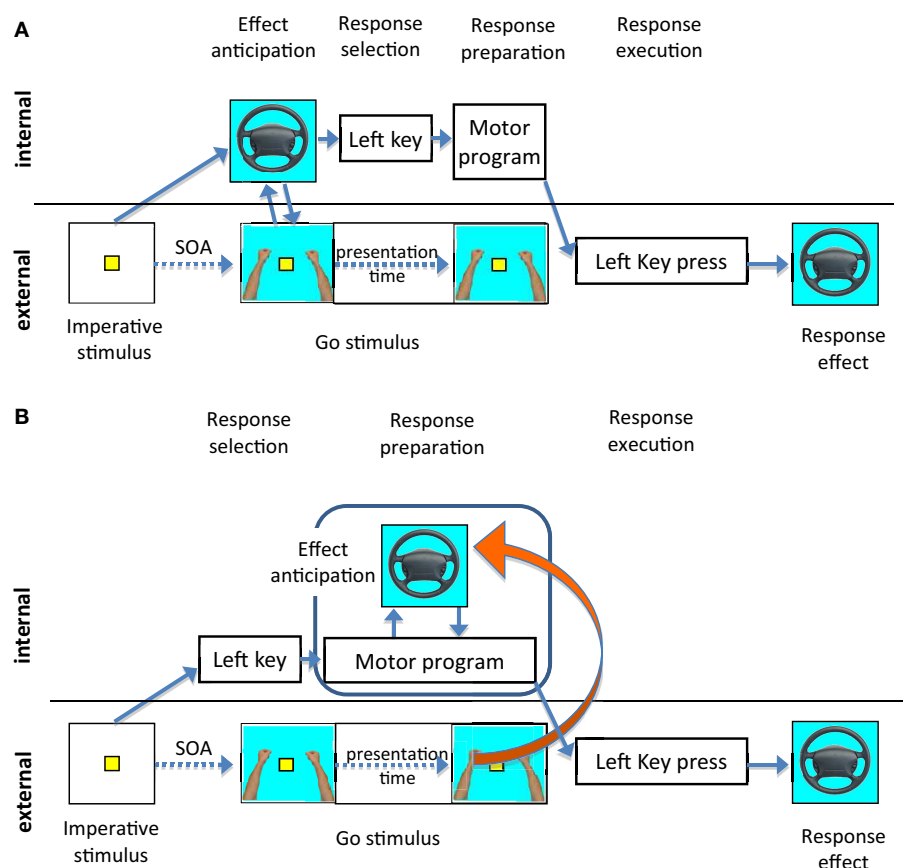 A
Effect
anticipation
Response
selection
Response
preparation
Response
execution
internal
Left key
Motor
program
external
SOA
presentation
time
Left Key press
Imperative
stimulus
Go stimulus
Response
effect
B
Response
selection
Response
preparation
Response
execution
internal
Effect
anticipation
Left key
Motor program
external
SOA
presentation
time
Left Key press
Imperative
stimulus
Go stimulus
Response
effect